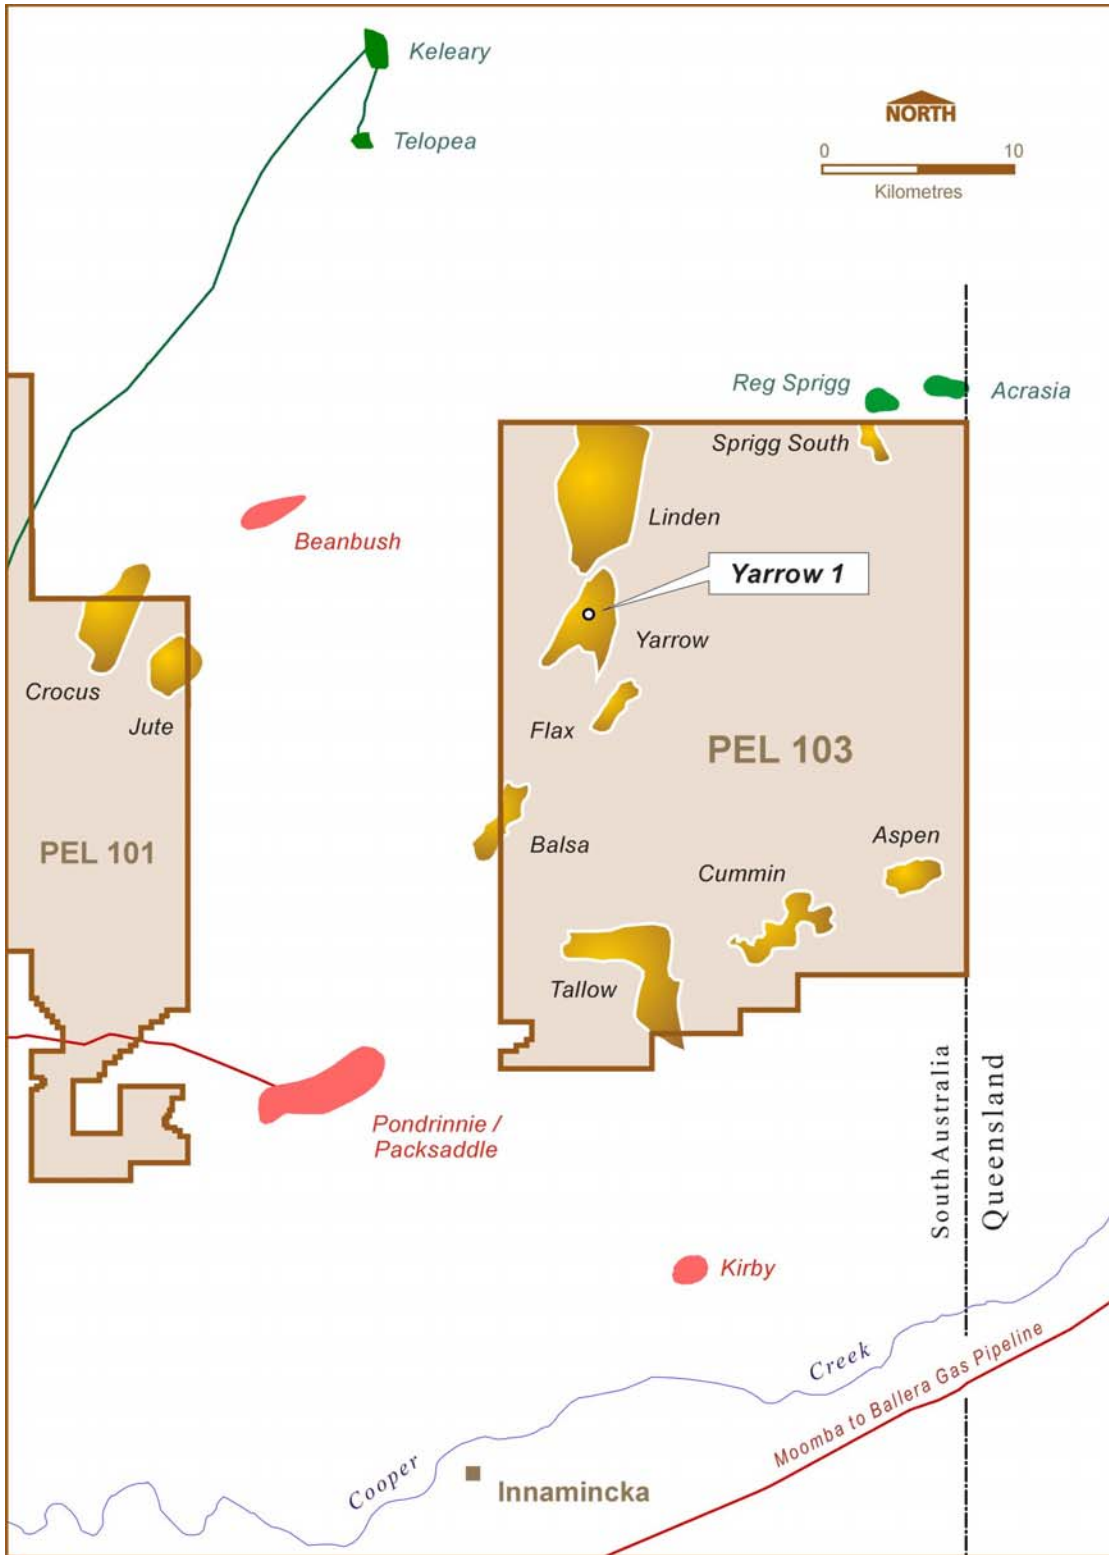 Keleary
NORTH
Telopea
0 10
Kilometres
Reg Sprigg
Acrasia
Sprigg South
Linden
Beanbush
Yarrow 1
Yarrow
Crocus
Jute
Flax
PEL 103
PEL 101
Balsa
Aspen
Cummin
Tallow
South Australia
Queensland
Pondrinnie /
Packsaddle
Kirby
Cooper Creek
Moomba to Ballera Gas Pipeline
Innamincka